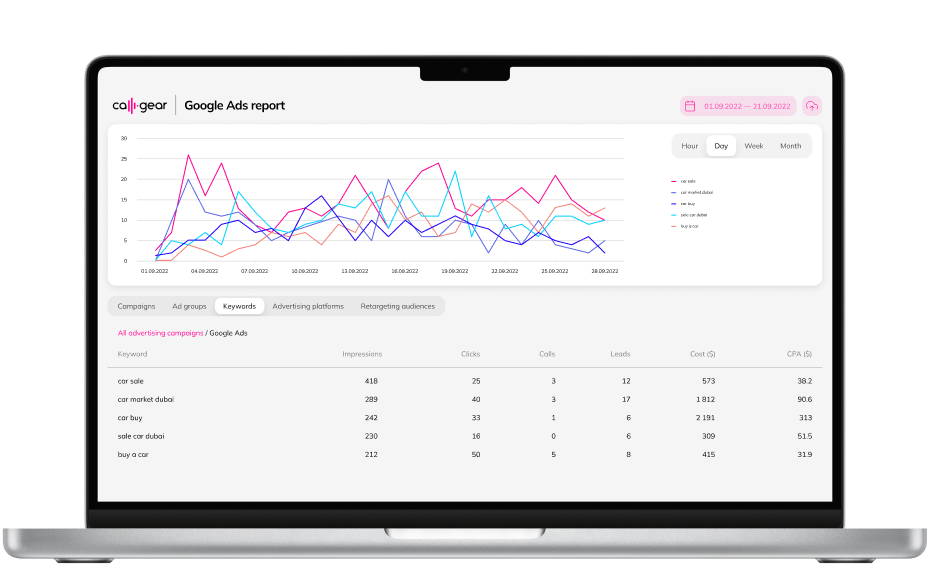 callgear Google Ads report
01.09.2022 — 21.09.2022
Hour Day Week Month
30
25
20
15
10
5
0
01.09.2022 04.09.2022 07.09.2022 10.09.2022 13.09.2022 16.09.2022 19.09.2022 22.09.2022 25.09.2022 28.09.2022
car sale
car market dubai
car buy
sale car dubai
buy a car
Campaigns Ad groups Keywords Advertising platforms Retargeting audiences
All advertising campaigns / Google Ads
Keyword Impressions Clicks Calls Leads Cost ($) CPA ($)
car sale 418 25 3 12 573 38.2
car market dubai 289 40 3 17 1 812 90.6
car buy 242 33 1 6 2 191 313
sale car dubai 230 16 0 6 309 51.5
buy a car 212 50 5 8 415 31.9